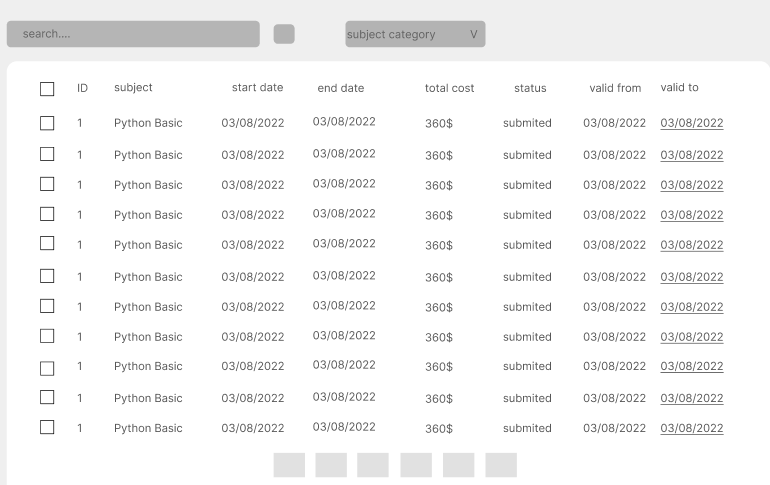 search.... subject category V
ID subject start date end date total cost status valid from valid to
1 Python Basic 03/08/2022 03/08/2022 360$ submited 03/08/2022 03/08/2022
1 Python Basic 03/08/2022 03/08/2022 360$ submited 03/08/2022 03/08/2022
1 Python Basic 03/08/2022 03/08/2022 360$ submited 03/08/2022 03/08/2022
1 Python Basic 03/08/2022 03/08/2022 360$ submited 03/08/2022 03/08/2022
1 Python Basic 03/08/2022 03/08/2022 360$ submited 03/08/2022 03/08/2022
1 Python Basic 03/08/2022 03/08/2022 360$ submited 03/08/2022 03/08/2022
1 Python Basic 03/08/2022 03/08/2022 360$ submited 03/08/2022 03/08/2022
1 Python Basic 03/08/2022 03/08/2022 360$ submited 03/08/2022 03/08/2022
1 Python Basic 03/08/2022 03/08/2022 360$ submited 03/08/2022 03/08/2022
1 Python Basic 03/08/2022 03/08/2022 360$ submited 03/08/2022 03/08/2022
1 Python Basic 03/08/2022 03/08/2022 360$ submited 03/08/2022 03/08/2022